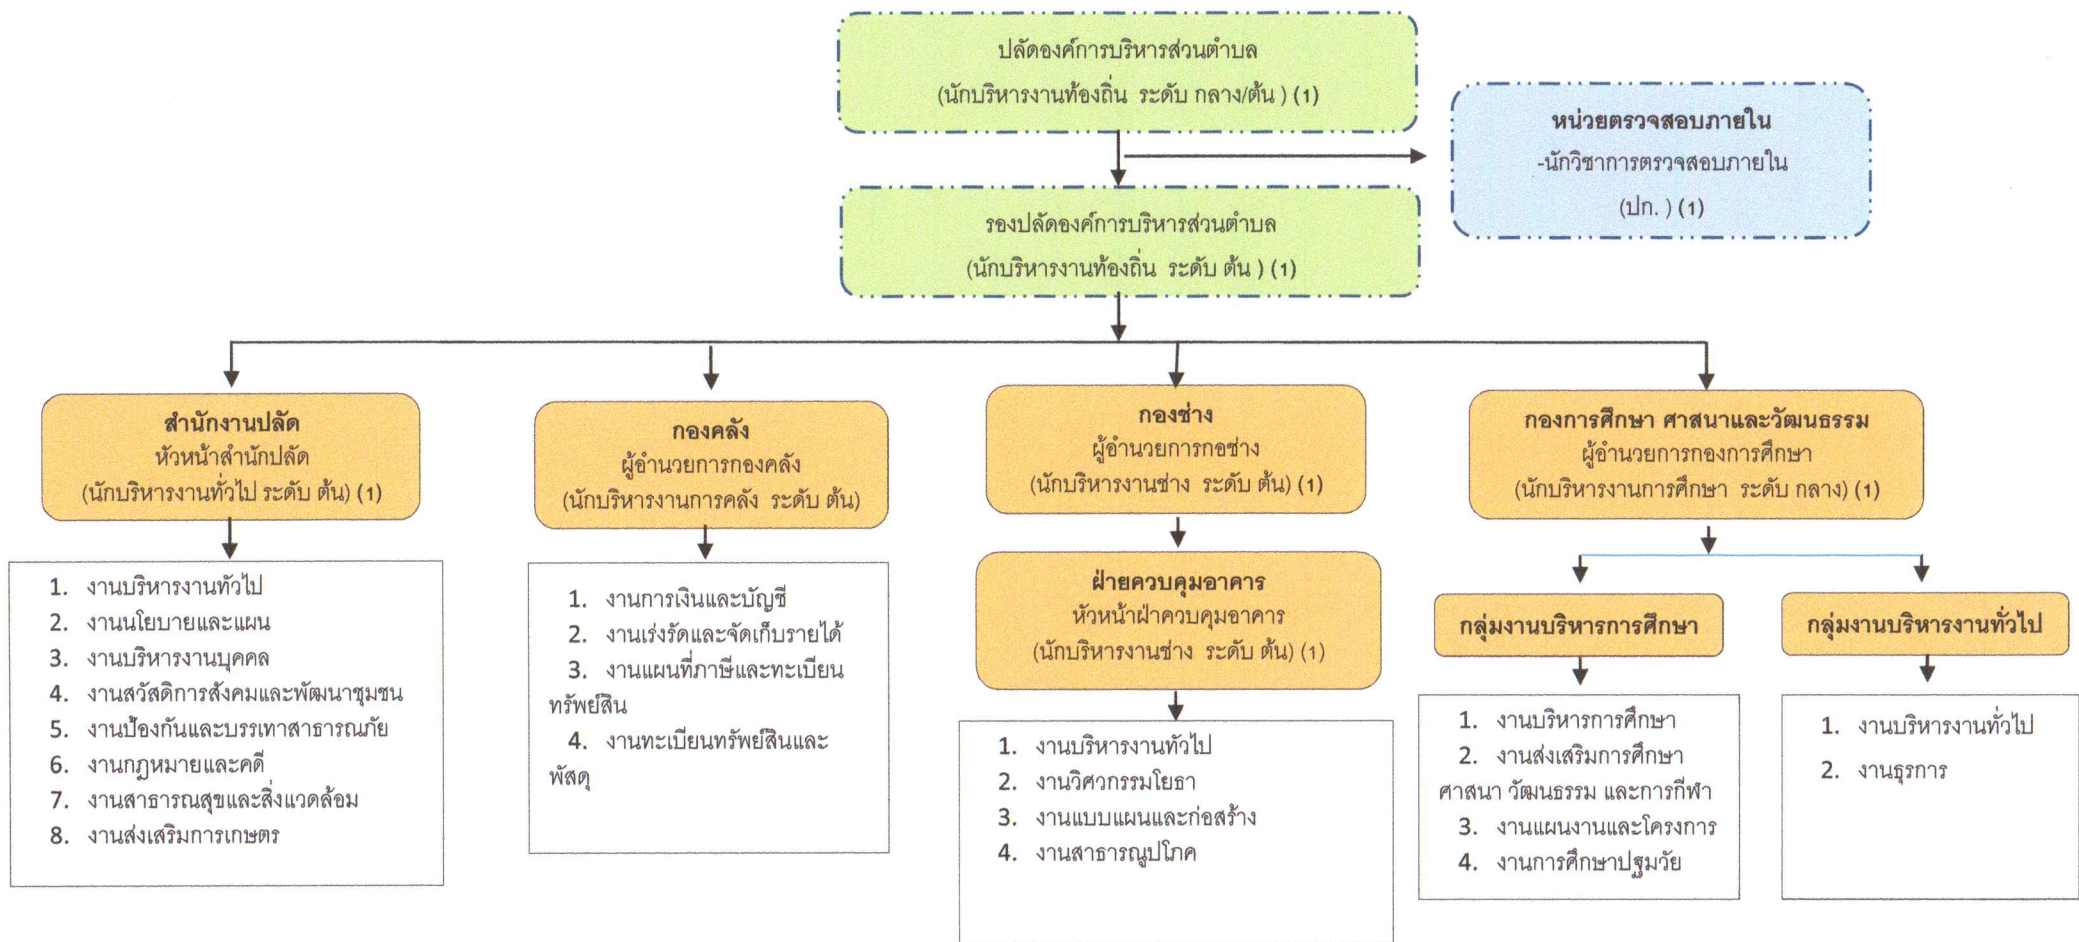 ปลัดองค์การบริหารส่วนตำบล
(นักบริหารงานท้องถิ่น ระดับ กลาง/ต้น ) (1)
หน่วยตรวจสอบภายใน
-นักวิชาการตรวจสอบภายใน
(ปก. ) (1)
รองปลัดองค์การบริหารส่วนตำบล
(นักบริหารงานท้องถิ่น ระดับ ต้น ) (1)
สำนักงานปลัด
หัวหน้าสำนักปลัด
(นักบริหารงานทั่วไป ระดับ ต้น) (1)
1. งานบริหารงานทั่วไป
2. งานนโยบายและแผน
3. งานบริหารงานบุคคล
4. งานสวัสดิการสังคมและพัฒนาชุมชน
5. งานป้องกันและบรรเทาสาธารณภัย
6. งานกฎหมายและคดี
7. งานสาธารณสุขและสิ่งแวดล้อม
8. งานส่งเสริมการเกษตร
กองคลัง
ผู้อำนวยการกองคลัง
(นักบริหารงานการคลัง ระดับ ต้น)
1. งานการเงินและบัญชี
2. งานเร่งรัดและจัดเก็บรายได้
3. งานแผนที่ภาษีและทะเบียน
ทรัพย์สิน
4. งานทะเบียนทรัพย์สินและ
พัสดุ
กองช่าง
ผู้อำนวยการกอช่าง
(นักบริหารงานช่าง ระดับ ต้น) (1)
ฝ่ายควบคุมอาคาร
หัวหน้าฝ่าควบคุมอาคาร
(นักบริหารงานช่าง ระดับ ต้น) (1)
1. งานบริหารงานทั่วไป
2. งานวิศวกรรมโยธา
3. งานแบบแผนและก่อสร้าง
4. งานสาธารณูปโภค
กองการศึกษา ศาสนาและวัฒนธรรม
ผู้อำนวยการกองการศึกษา
(นักบริหารงานการศึกษา ระดับ กลาง) (1)
กลุ่มงานบริหารการศึกษา
1. งานบริหารการศึกษา
2. งานส่งเสริมการศึกษา
ศาสนา วัฒนธรรม และการกีฬา
3. งานแผนงานและโครงการ
4. งานการศึกษาปฐมวัย
กลุ่มงานบริหารงานทั่วไป
1. งานบริหารงานทั่วไป
2. งานธุรการ